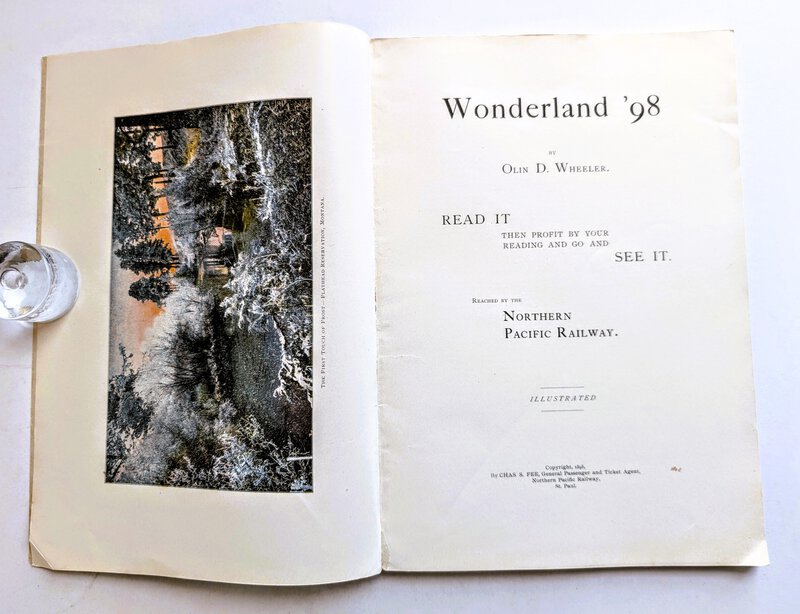 The First Touch of Frost — Flathead Reservation, Montana.
Wonderland '98
BY
Olin D. Wheeler.
READ IT
THEN PROFIT BY YOUR
READING AND GO AND
SEE IT.
Reached by the
Northern
Pacific Railway.
ILLUSTRATED
Copyright, 1898,
By CHAS S. FEE, General Passenger and Ticket Agent,
Northern Pacific Railway,
St. Paul.